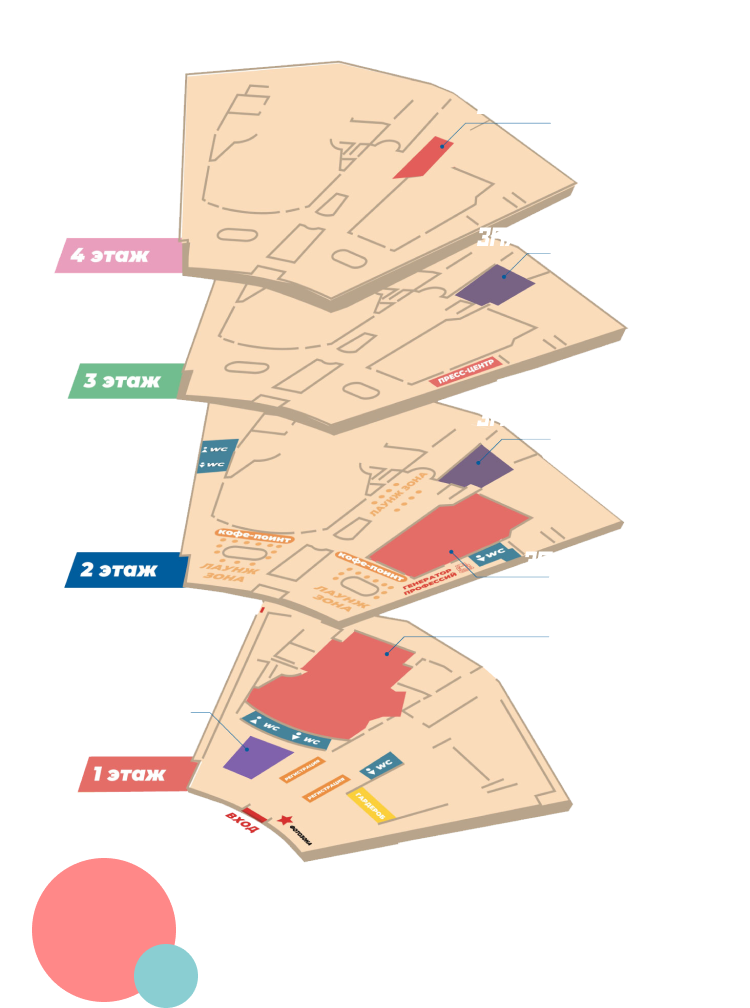 4 этаж
3 этаж
ПРЕСС-ЦЕНТР
WC
WC
ЛАУНЖ ЗОНА
КОФЕ-ПОИНТ
ЛАУНЖ
ЗОНА
КОФЕ-ПОИНТ
ЛАУНЖ
ЗОНА
ГЕНЕРАТОР
ПРОФЕССИЙ
WC
2 этаж
WC
WC
WC
РЕГИСТРАЦИЯ
РЕГИСТРАЦИЯ
ГАРДЕРОБ
1 этаж
ВХОД
ФОТОЗОНА